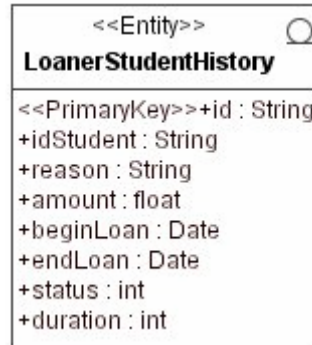 <<Entity>>
LoanerStudentHistory
<<PrimaryKey>>+id : String
+idStudent : String
+reason : String
+amount : float
+beginLoan : Date
+endLoan : Date
+status : int
+duration : int